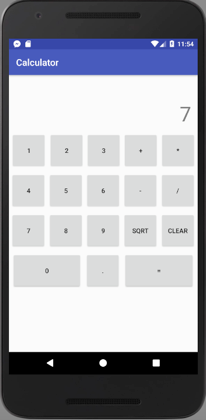 11:54
Calculator
7
1 2 3 + *
4 5 6 - /
7 8 9 SQRT CLEAR
0 . =